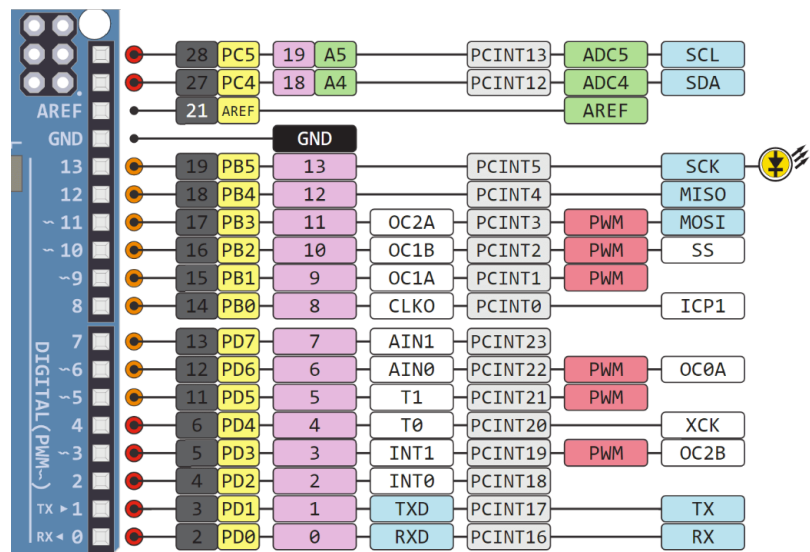 28 PC5 19 A5 PCINT13 ADC5 SCL
27 PC4 18 A4 PCINT12 ADC4 SDA
AREF 21 AREF AREF
GND GND
13 19 PB5 13 PCINT5 SCK
12 18 PB4 12 PCINT4 MISO
~11 17 PB3 11 OC2A PCINT3 PWM MOSI
~10 16 PB2 10 OC1B PCINT2 PWM SS
~9 15 PB1 9 OC1A PCINT1 PWM
8 14 PB0 8 CLKO PCINT0 ICP1
7 13 PD7 7 AIN1 PCINT23
~6 12 PD6 6 AIN0 PCINT22 PWM OC0A
~5 11 PD5 5 T1 PCINT21 PWM
4 6 PD4 4 T0 PCINT20 XCK
~3 5 PD3 3 INT1 PCINT19 PWM OC2B
2 4 PD2 2 INT0 PCINT18
TX ▸ 1 3 PD1 1 TXD PCINT17 TX
RX ◂ 0 2 PD0 0 RXD PCINT16 RX
DIGITAL(PWM~)